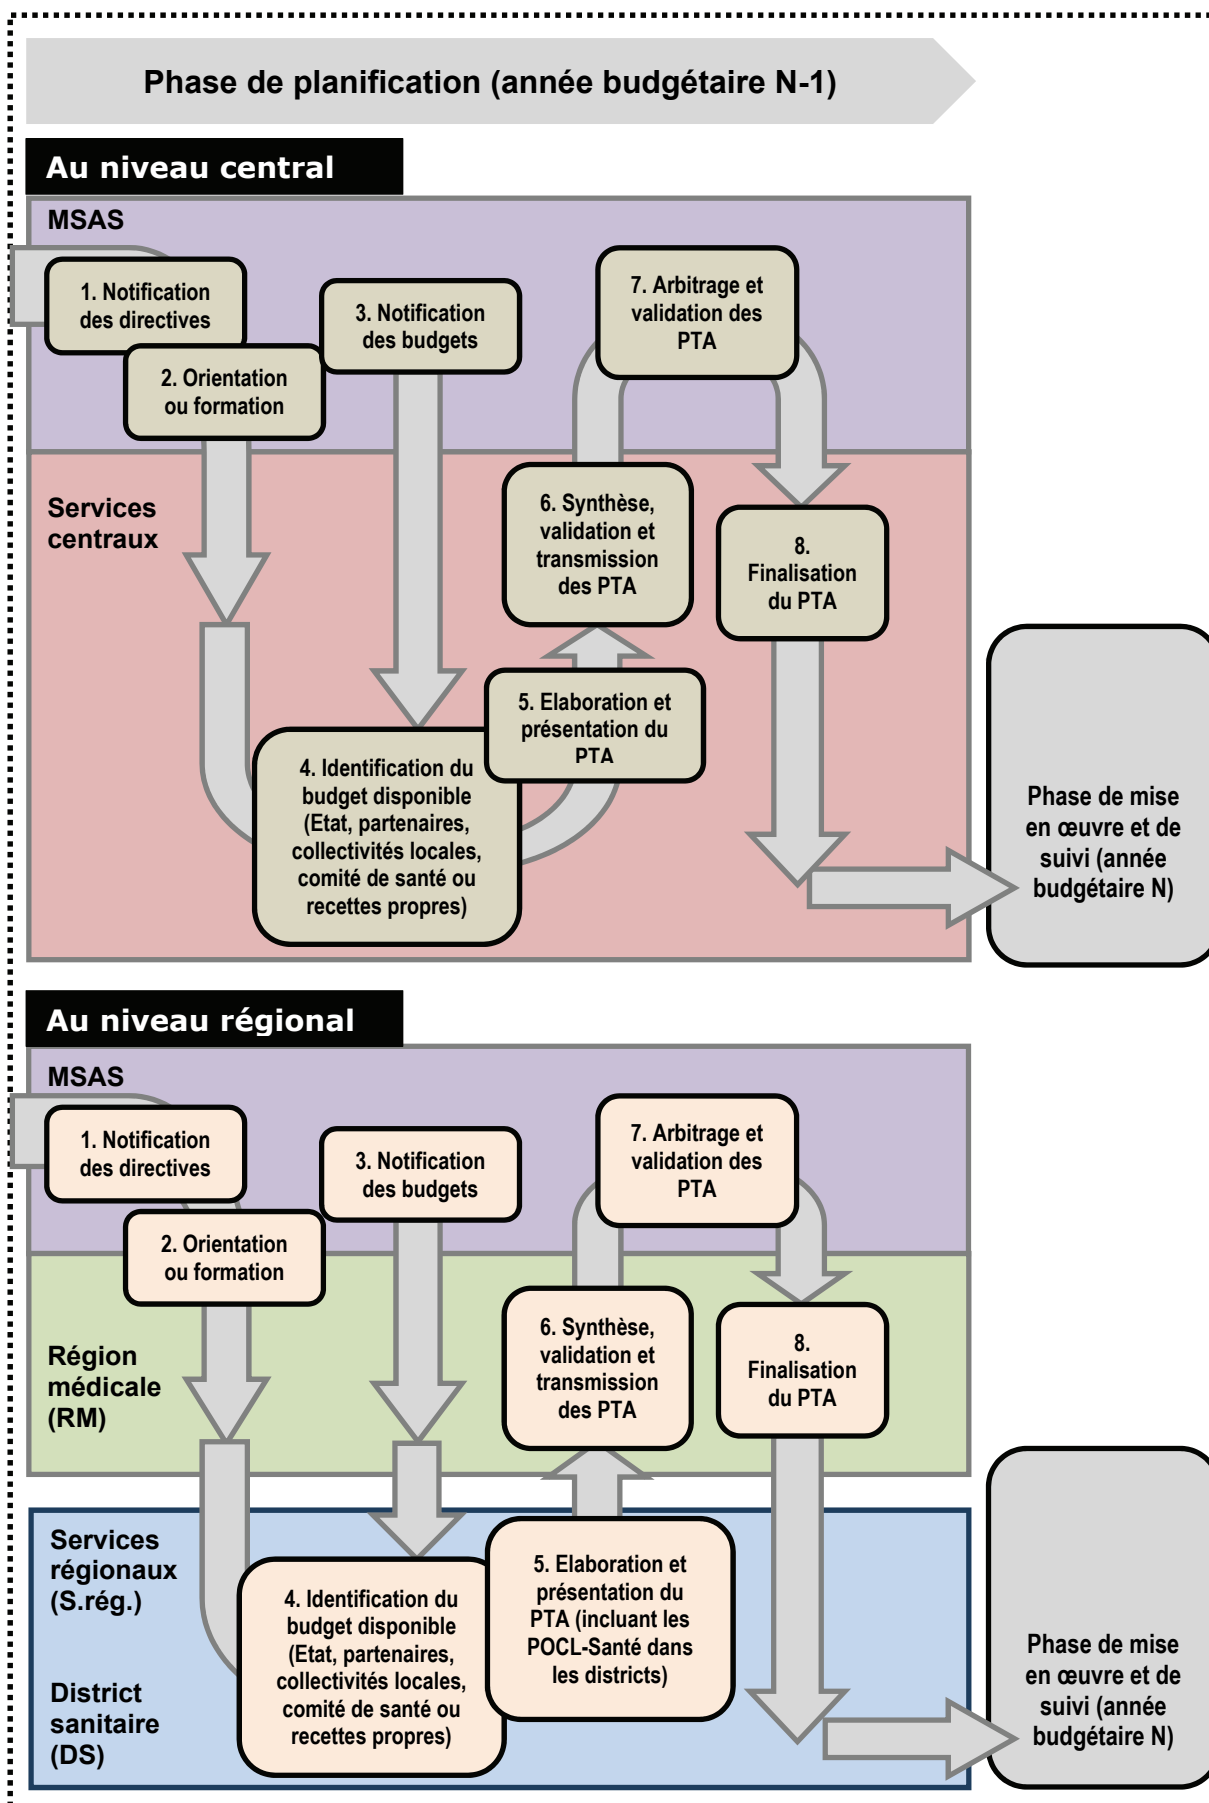 Phase de planification (année budgétaire N-1)
Au niveau central
MSAS
1. Notification
des directives
2. Orientation
ou formation
3. Notification
des budgets
7. Arbitrage et
validation des
PTA
Services
centraux
6. Synthèse,
validation et
transmission
des PTA
8.
Finalisation
du PTA
5. Elaboration et
présentation du
PTA
4. Identification du
budget disponible
(Etat, partenaires,
collectivités locales,
comité de santé ou
recettes propres)
Phase de mise
en œuvre et de
suivi (année
budgétaire N)
Au niveau régional
MSAS
1. Notification
des directives
2. Orientation
ou formation
3. Notification
des budgets
7. Arbitrage et
validation des
PTA
Région
médicale
(RM)
6. Synthèse,
validation et
transmission
des PTA
8.
Finalisation
du PTA
Services
régionaux
(S.rég.)
District
sanitaire
(DS)
4. Identification du
budget disponible
(Etat, partenaires,
collectivités locales,
comité de santé ou
recettes propres)
5. Elaboration et
présentation du
PTA (incluant les
POCL-Santé dans
les districts)
Phase de mise
en œuvre et de
suivi (année
budgétaire N)